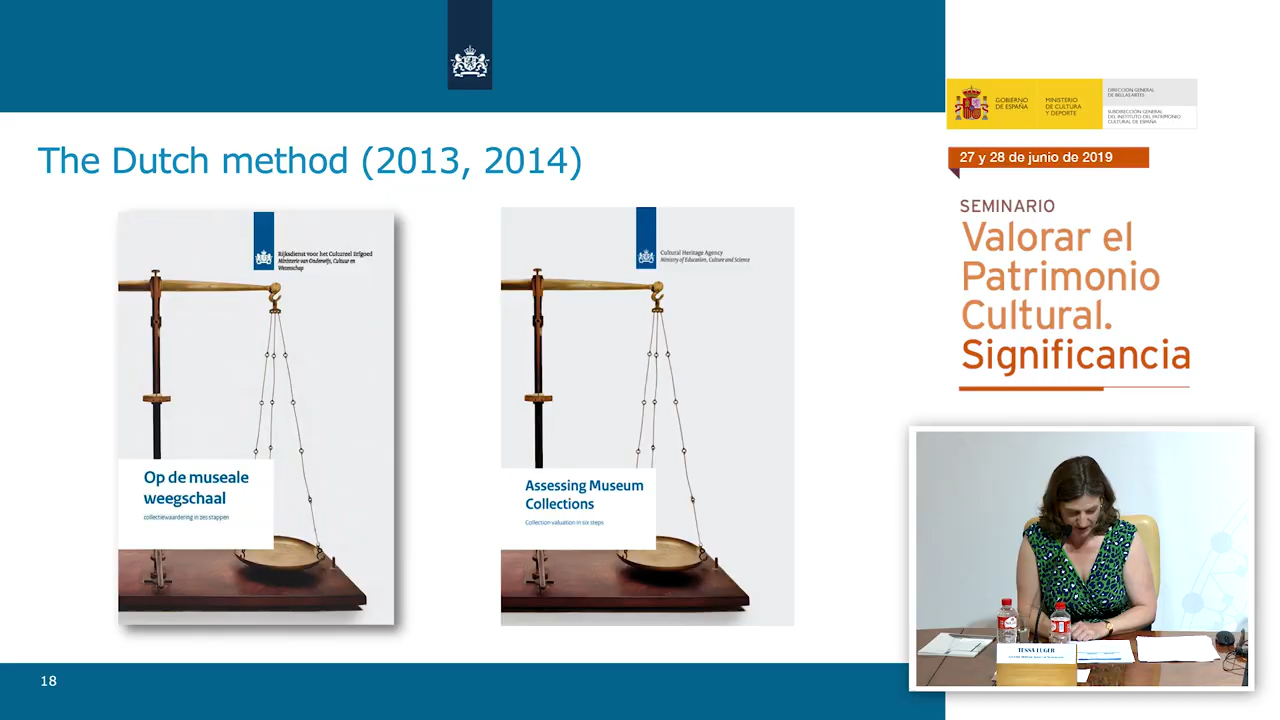 The Dutch method (2013, 2014)
Rijksdienst voor het Cultureel Erfgoed
Ministerie van Onderwijs, Cultuur en
Wetenschap
Op de museale
weegschaal
collectiewaardering in zes stappen
Cultural Heritage Agency
Ministry of Education, Culture and Science
Assessing Museum
Collections
Collection valuation in six steps
18
GOBIERNO
DE ESPAÑA
MINISTERIO
DE CULTURA
Y DEPORTE
DIRECCIÓN GENERAL
DE BELLAS ARTES
SUBDIRECCIÓN GENERAL
DEL INSTITUTO DEL PATRIMONIO
CULTURAL DE ESPAÑA
27 y 28 de junio de 2019
SEMINARIO
Valorar el
Patrimonio
Cultural.
Significancia
TESSA LUGER